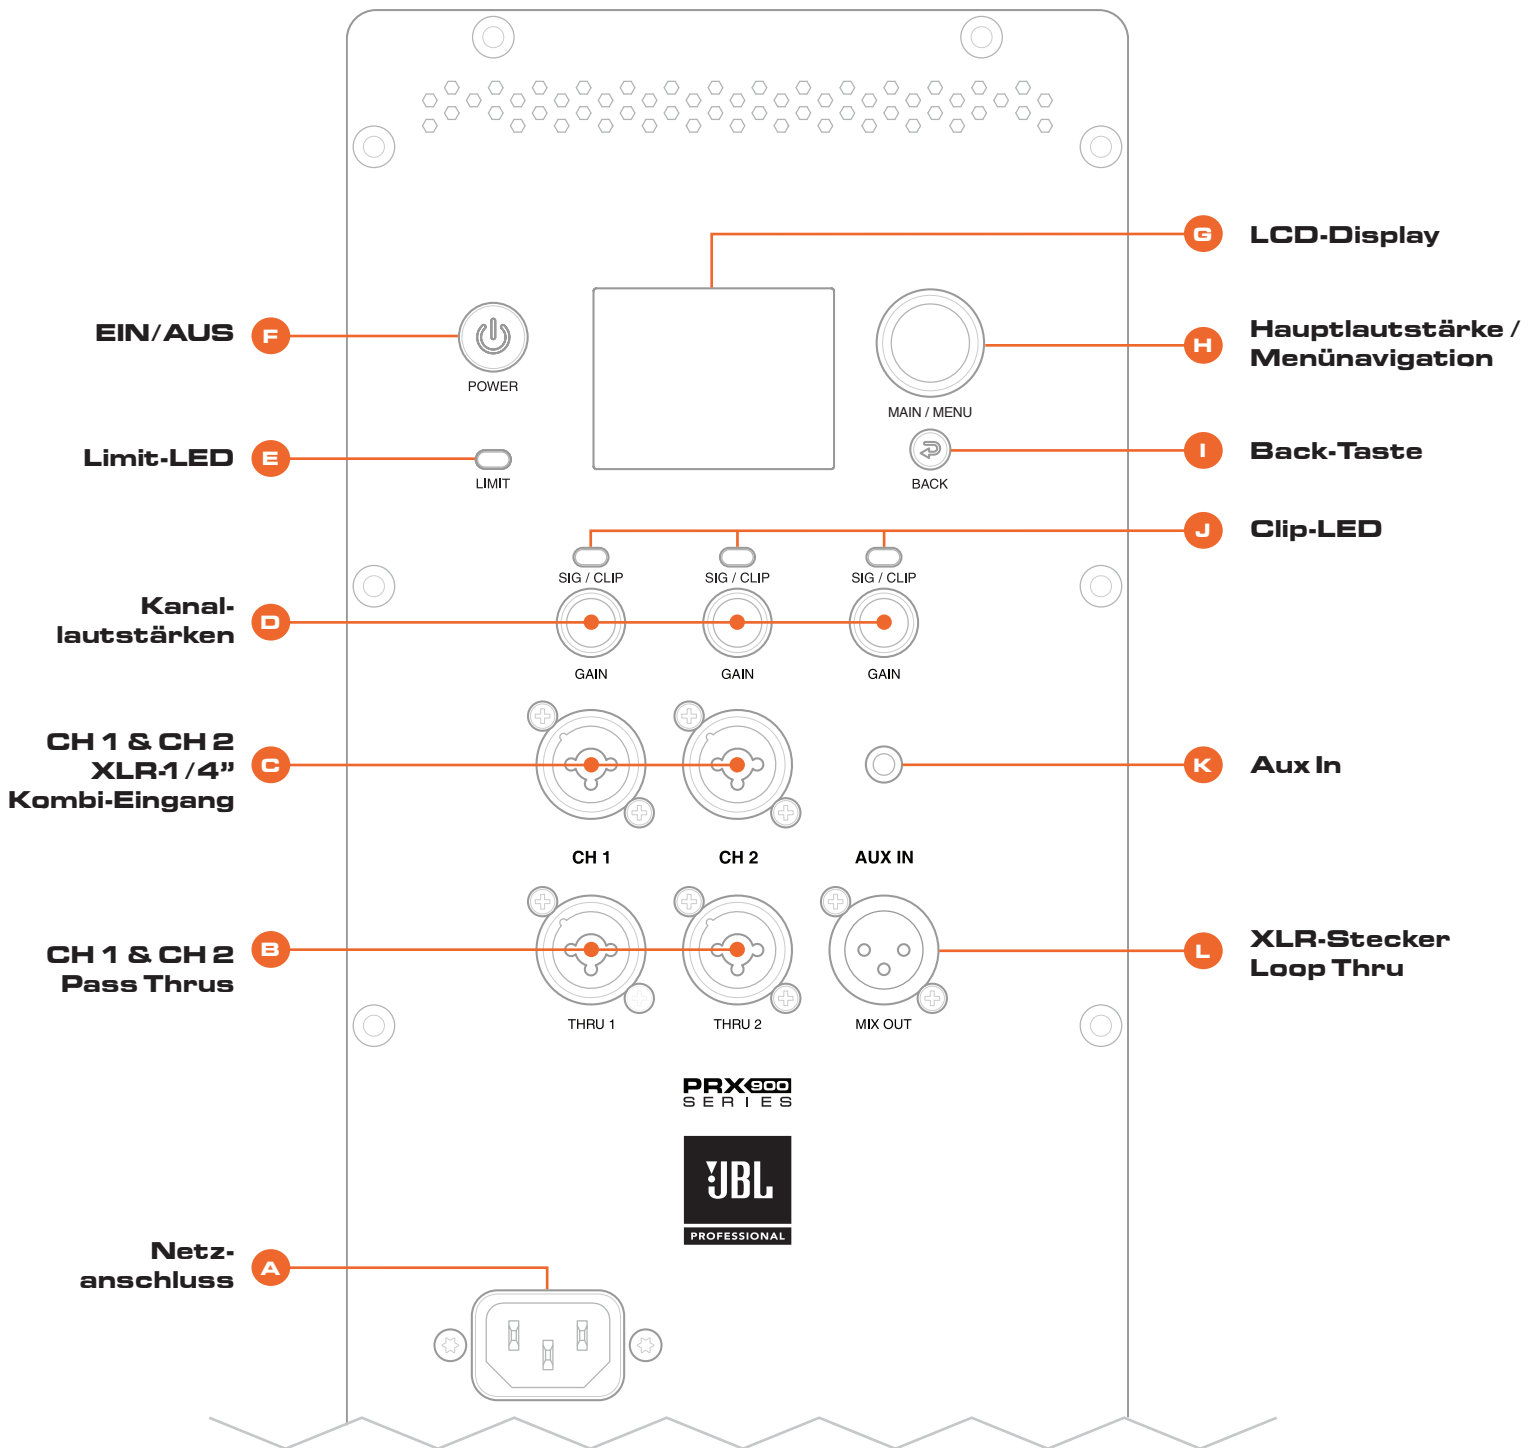 G LCD-Display
EIN/AUS F
POWER
H Hauptlautstärke /
Menünavigation
MAIN / MENU
Limit-LED E
LIMIT
I Back-Taste
BACK
J Clip-LED
SIG / CLIP SIG / CLIP SIG / CLIP
Kanal-
lautstärken D
GAIN GAIN GAIN
CH 1 & CH 2
XLR-1/4”
Kombi-Eingang C
K Aux In
CH 1 CH 2 AUX IN
CH 1 & CH 2
Pass Thrus B
L XLR-Stecker
Loop Thru
THRU 1 THRU 2 MIX OUT
PRX 900
SERIES
JBL
PROFESSIONAL
Netz-
anschluss A